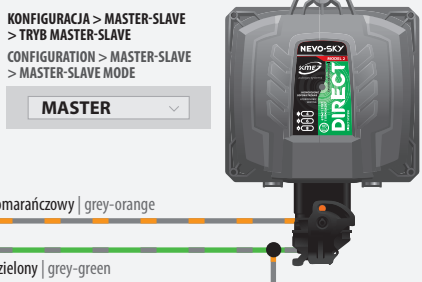 KONFIGURACJA > MASTER-SLAVE
> TRYB MASTER-SLAVE
CONFIGURATION > MASTER-SLAVE
> MASTER-SLAVE MODE
MASTER
NEVO-SKY
KME
DIRECT
omarańczowy | grey-orange
zielony | grey-green